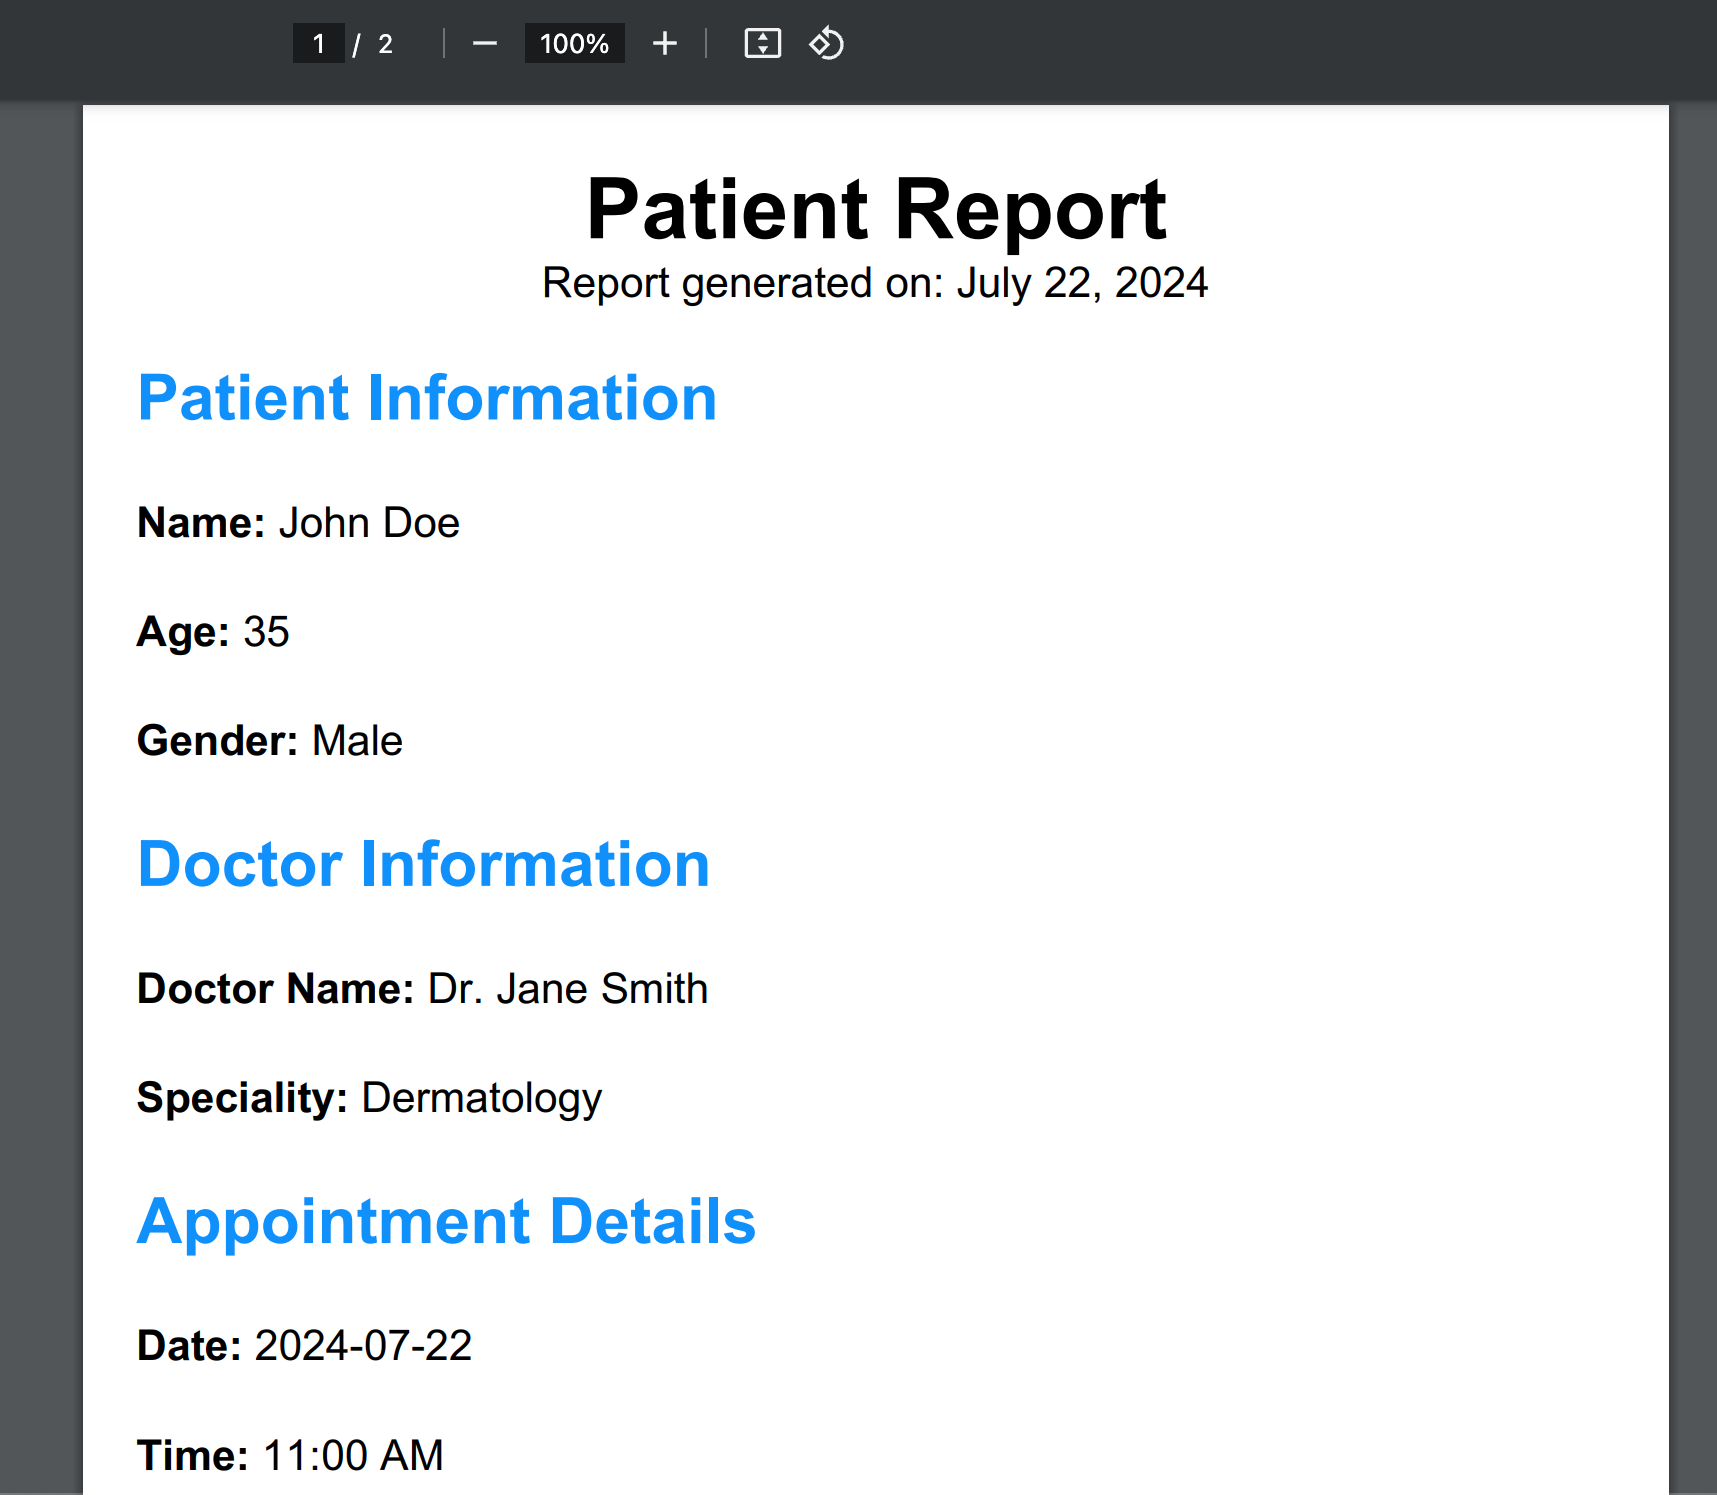 1 / 2 100%
Patient Report
Report generated on: July 22, 2024
Patient Information
Name: John Doe
Age: 35
Gender: Male
Doctor Information
Doctor Name: Dr. Jane Smith
Speciality: Dermatology
Appointment Details
Date: 2024-07-22
Time: 11:00 AM